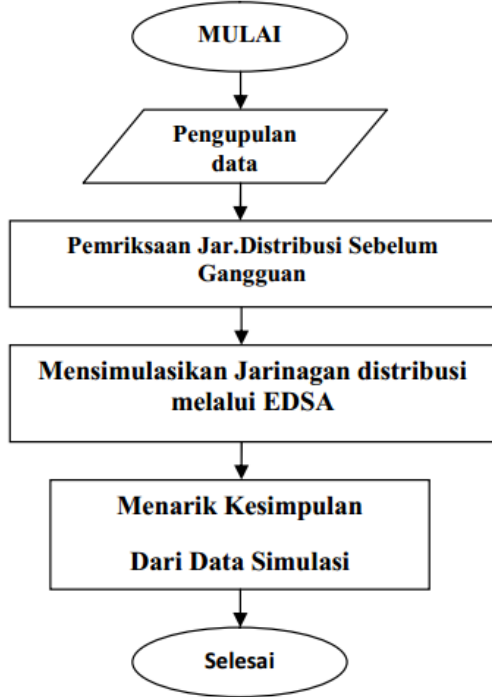 MULAI
Pengupulan
data
Pemriksaan Jar.Distribusi Sebelum
Gangguan
Mensimulasikan Jarinagan distribusi
melalui EDSA
Menarik Kesimpulan
Dari Data Simulasi
Selesai